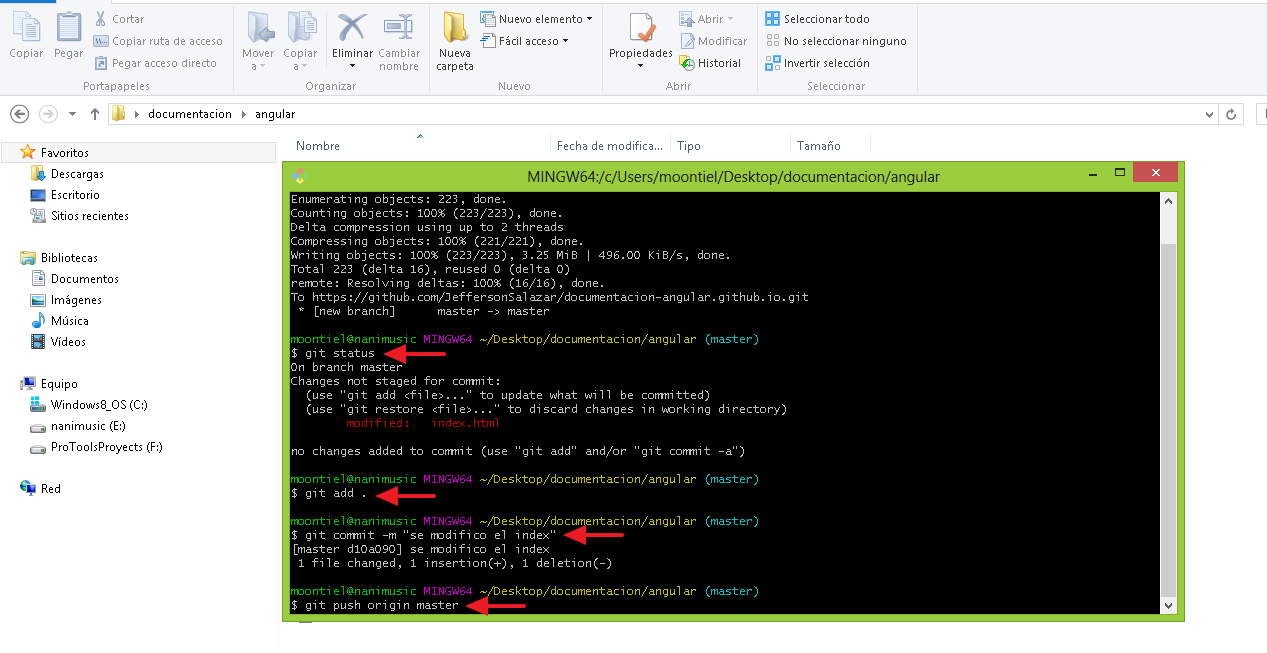 Copiar
Pegar
Cortar
Copiar ruta de acceso
Pegar acceso directo
Portapapeles
Mover a
Copiar a
Eliminar
Cambiar nombre
Organizar
Nueva carpeta
Nuevo elemento
Fácil acceso
Nuevo
Propiedades
Abrir
Modificar
Historial
Abrir
Seleccionar todo
No seleccionar ninguno
Invertir selección
Seleccionar
documentacion
angular
Nombre
Fecha de modifica...
Tipo
Tamaño
Favoritos
Descargas
Escritorio
Sitios recientes
Bibliotecas
Documentos
Imágenes
Música
Vídeos
Equipo
Windows8_OS (C:)
nanimusic (E:)
ProToolsProyects (F:)
Red
MINGW64:/c/Users/moontiel/Desktop/documentacion/angular
Enumerating objects: 223, done.
Counting objects: 100% (223/223), done.
Delta compression using up to 2 threads
Compressing objects: 100% (221/221), done.
Writing objects: 100% (223/223), 3.25 MiB | 496.00 KiB/s, done.
Total 223 (delta 16), reused 0 (delta 0)
remote: Resolving deltas: 100% (16/16), done.
To https://github.com/JeffersonSalazar/documentacion-angular.github.io.git
 * [new branch]      master -> master
moontiel@nanimusic MINGW64 ~/Desktop/documentacion/angular (master)
$ git status
On branch master
Changes not staged for commit:
  (use "git add <file>..." to update what will be committed)
  (use "git restore <file>..." to discard changes in working directory)
        modified:   index.html
no changes added to commit (use "git add" and/or "git commit -a")
moontiel@nanimusic MINGW64 ~/Desktop/documentacion/angular (master)
$ git add .
moontiel@nanimusic MINGW64 ~/Desktop/documentacion/angular (master)
$ git commit -m "se modifico el index"
[master d10a090] se modifico el index
 1 file changed, 1 insertion(+), 1 deletion(-)
moontiel@nanimusic MINGW64 ~/Desktop/documentacion/angular (master)
$ git push origin master